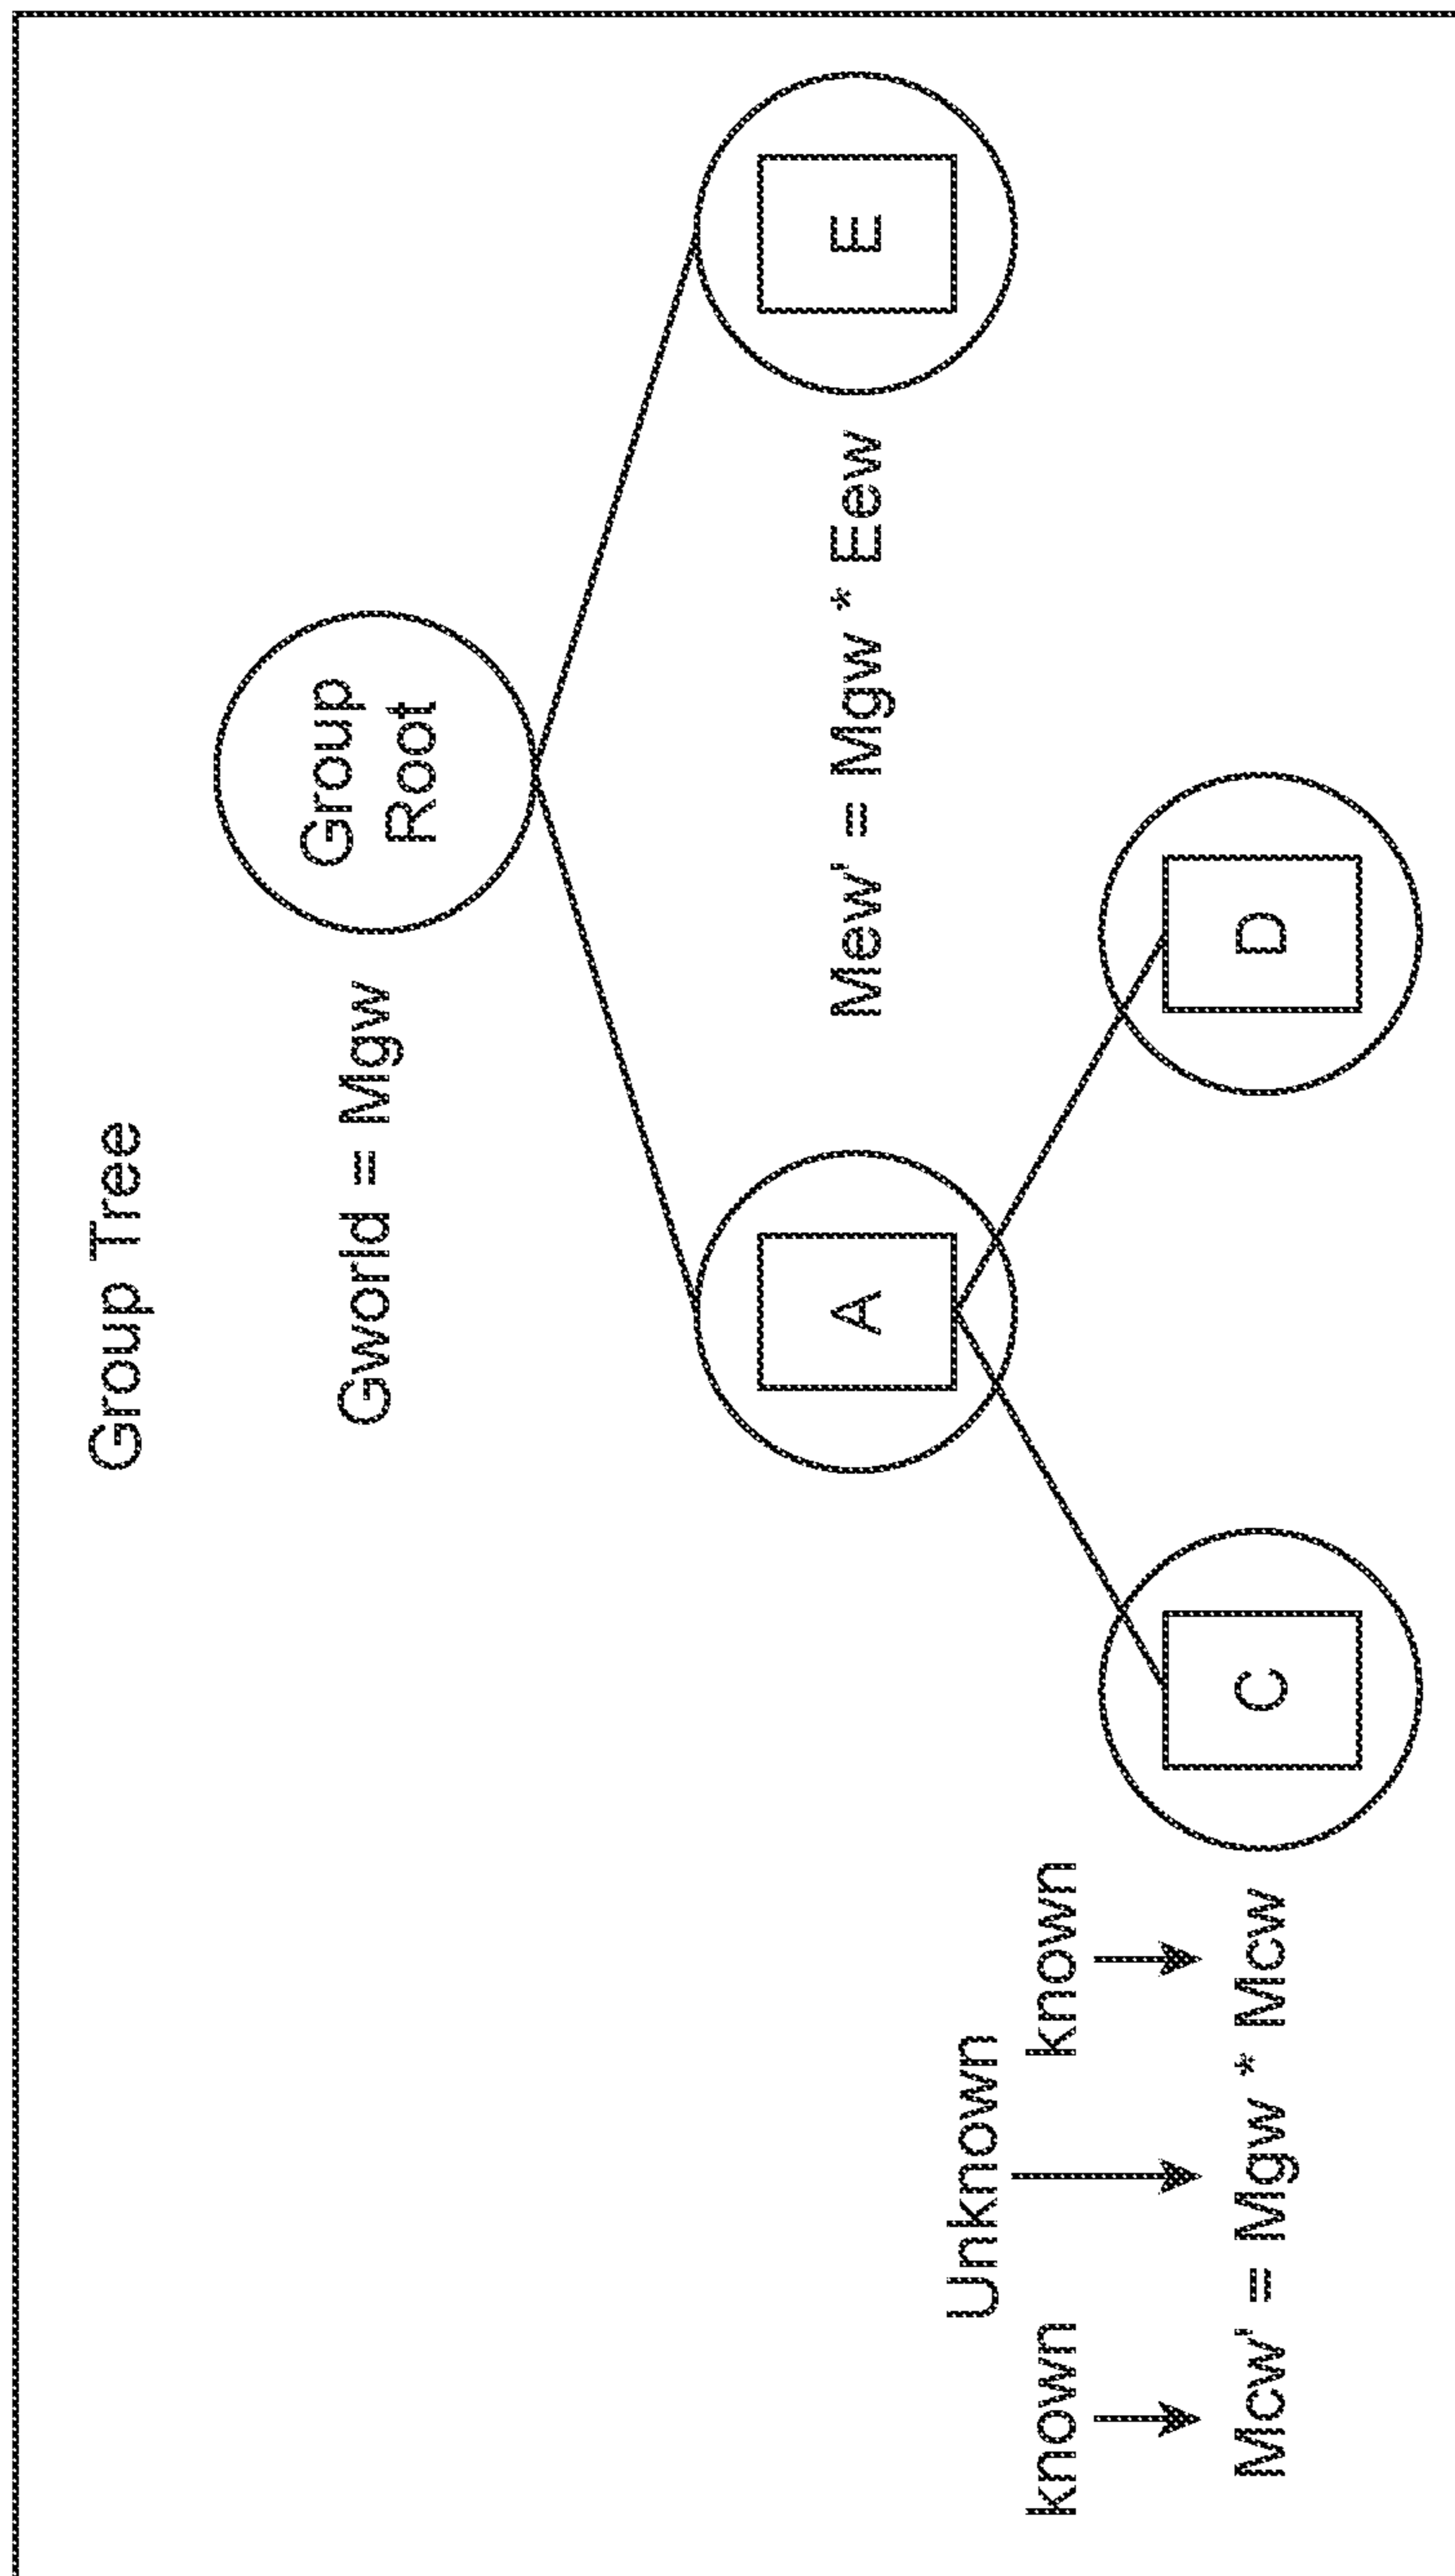 Group Tree
Gworld = Mgw
Group
Root
A
Mew' = Mgw * Eew
E
Unknown
known
known
Mcw' = Mgw * Mcw
C
D